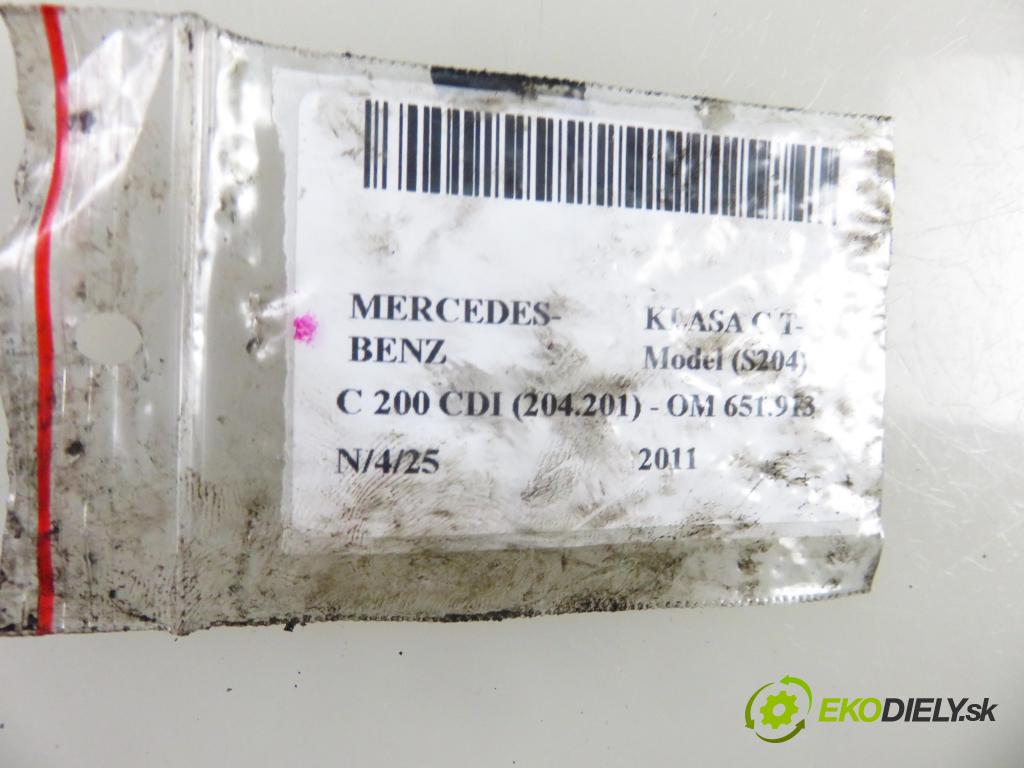 MERCEDES-
BENZ
KLASA C T-
Model (S204)
C 200 CDI (204.201) - OM 651.913
N/4/25
2011
EKODIELY.sk